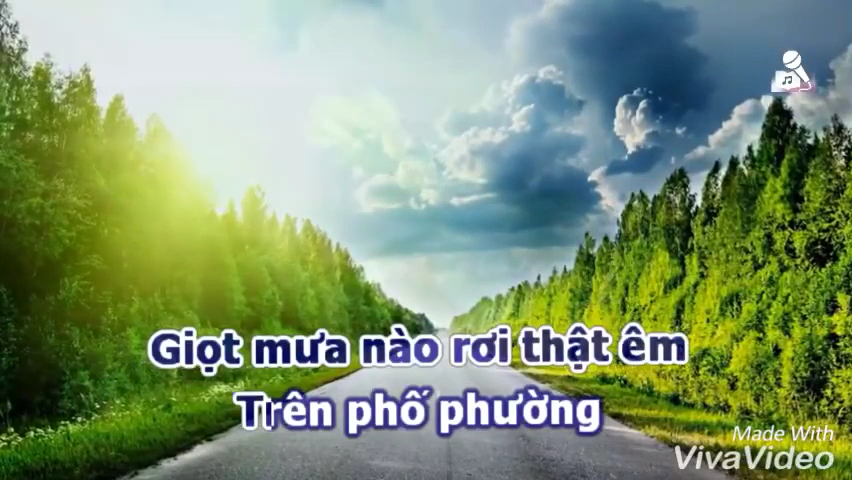 Giọt mưa nào rơi thật êm
Trên phố phường
Made With
VivaVideo